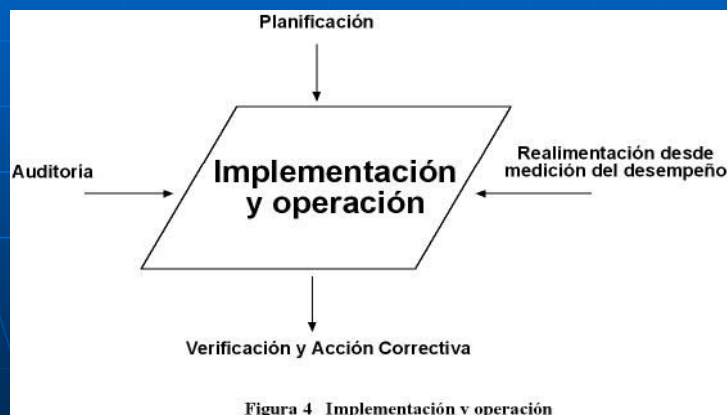 Planificación
Auditoría
Implementación
y operación
Realimentación desde
medición del desempeño
Verificación y Acción Correctiva
Figura 4 Implementación y operación